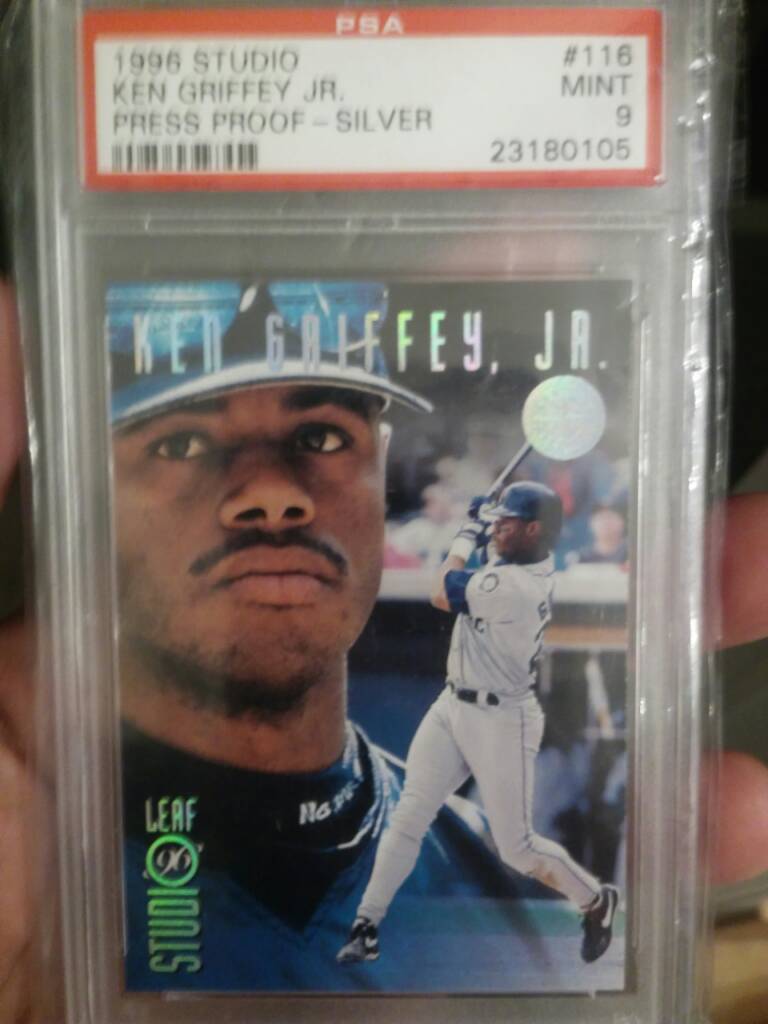 PSA
1996 STUDIO #116
KEN GRIFFEY JR. MINT
PRESS PROOF - SILVER 9
23180105
KEN GRIFFEY, JR.
LEAF
96
STUDIO